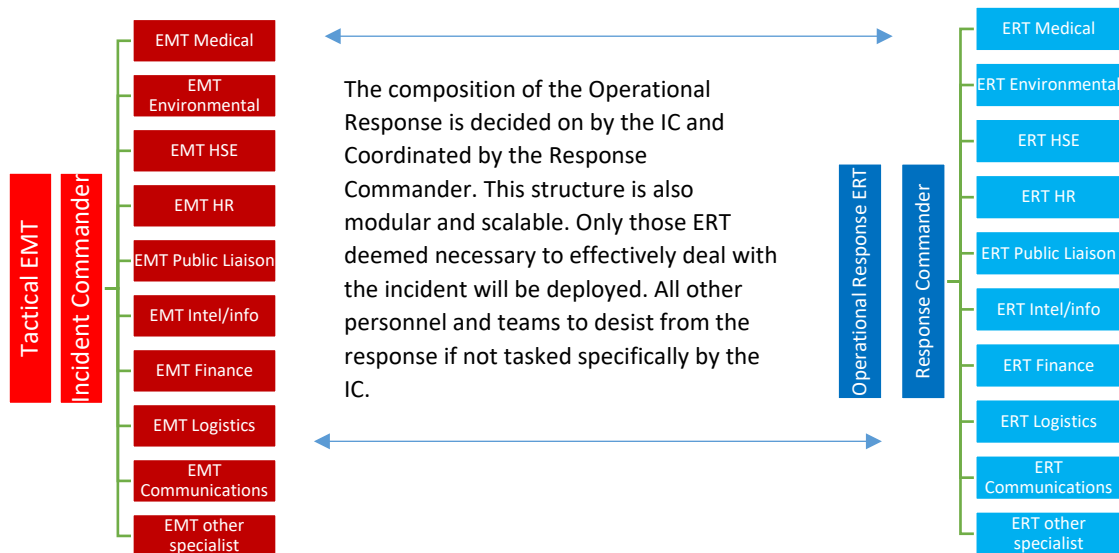 Tactical EMT
Incident Commander
EMT Medical
EMT
Environmental
EMT HSE
EMT HR
EMT Public Liaison
EMT Intel/info
EMT Finance
EMT Logistics
EMT
Communications
EMT other
specialist
The composition of the Operational
Response is decided on by the IC and
Coordinated by the Response
Commander. This structure is also
modular and scalable. Only those ERT
deemed necessary to effectively deal with
the incident will be deployed. All other
personnel and teams to desist from the
response if not tasked specifically by the
IC.
Operational Response ERT
Response Commander
ERT Medical
ERT Environmental
ERT HSE
ERT HR
ERT Public Liaison
ERT Intel/info
ERT Finance
ERT Logistics
ERT
Communications
ERT other
specialist